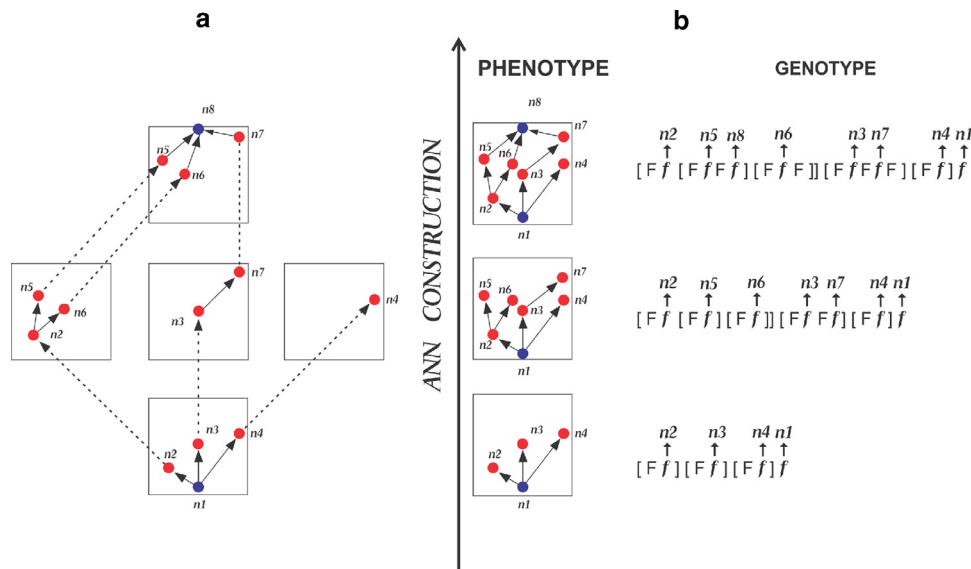 a
n8
n7
n5
n6
n5
n6
n2
n7
n3
n4
n3
n4
n2
n1
ANN CONSTRUCTION
b
PHENOTYPE
GENOTYPE
n8
n7
n5
n6
n4
n3
n2
n1
n2 n5 n8 n6 n3 n7 n4 n1
[ F f [ F f F f ] [ F f F ]] [ F f F f F ] [ F f ] f
n7
n5
n6
n4
n3
n2
n1
n2 n5 n6 n3 n7 n4 n1
[ F f [ F f ] [ F f ]] [ F f F f ] [ F f ] f
n3
n4
n2
n1
n2 n3 n4 n1
[ F f ] [ F f ] [ F f ] f